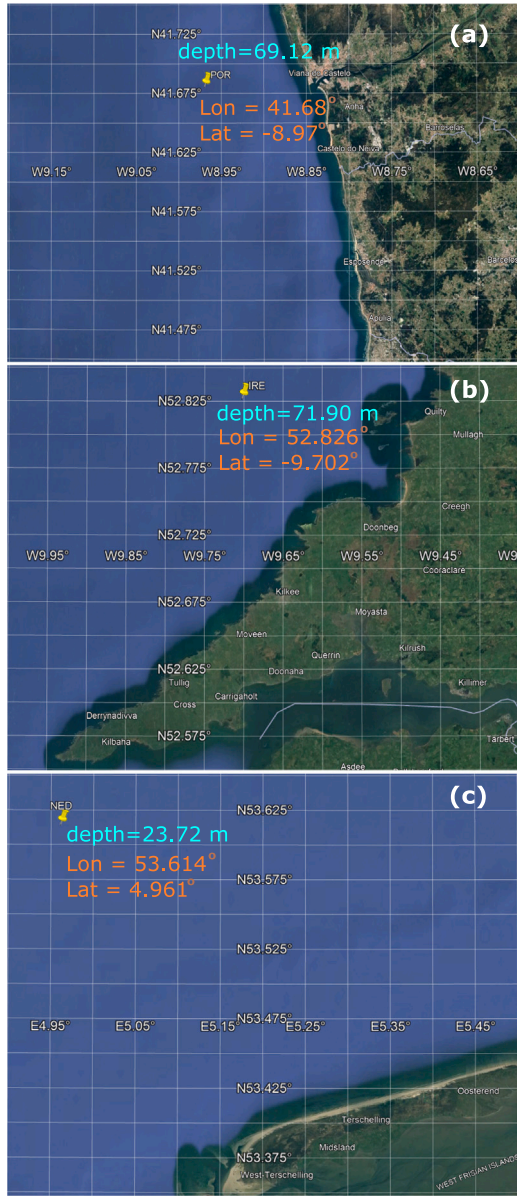 N41.725°
(a)
depth=69.12 m
POR
Viana do Castelo
N41.675°
Lon = 41.68°
Lat = -8.97°
Anha
Barroselas
N41.625°
Castelo do Neiva
W9.15° W9.05° W8.95° W8.85° W8.75° W8.65°
N41.575°
Esposende
Barcelos
N41.525°
Apulia
N41.475°
(b)
IRE
N52.825°
depth=71.90 m
Quilty
Lon = 52.826°
Lat = -9.702°
Mullagh
N52.775°
Creegh
N52.725°
Doonbeg
W9.95° W9.85° W9.75° W9.65° W9.55° W9.45°
Cooraclare
Kilkee
N52.675°
Moyasta
Moveen
Querrin
Kilrush
N52.625°
Doonaha
Tullig
Killimer
Carrigaholt
Cross
Derrynadivva
N52.575°
Kilbaha
Tarbert
Asdee
(c)
NED
N53.625°
depth=23.72 m
Lon = 53.614°
Lat = 4.961°
N53.575°
N53.525°
N53.475°
E4.95° E5.05° E5.15° E5.25° E5.35° E5.45°
N53.425°
Oosterend
Terschelling
Midsland
N53.375°
West-Terschelling
WEST FRISIAN ISLANDS